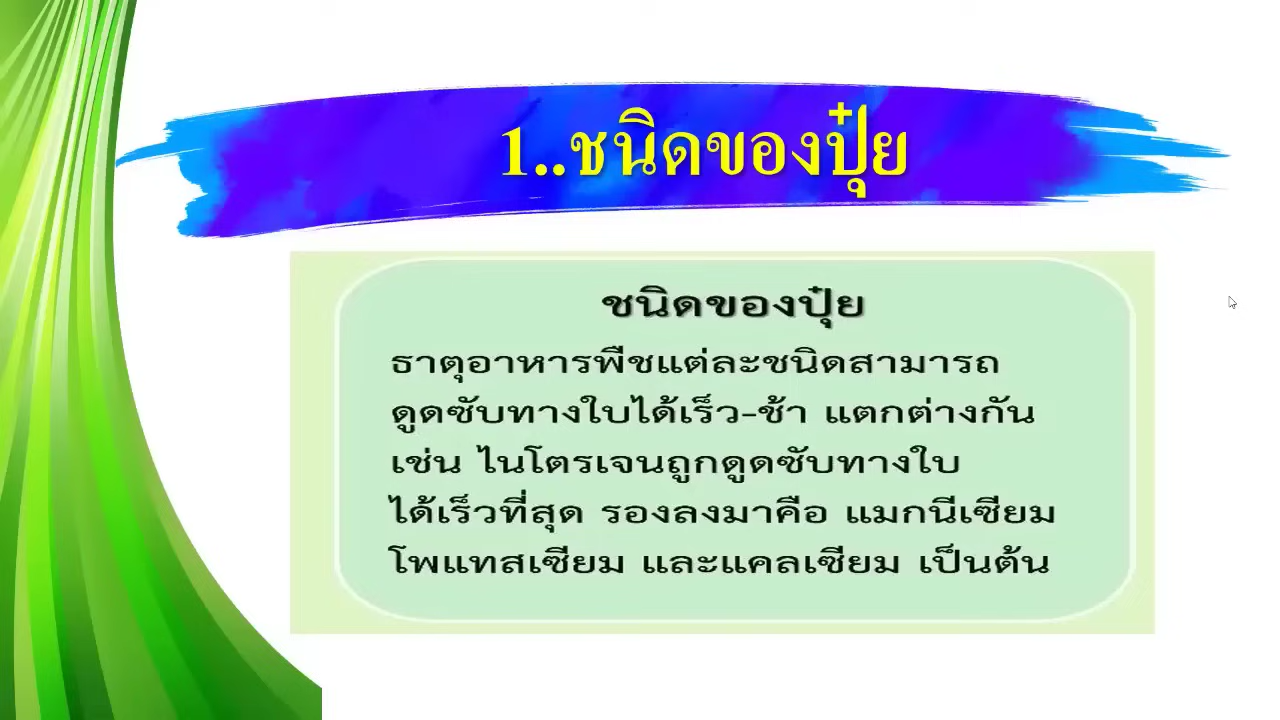 1..ชนิดของปุ๋ย
ชนิดของปุ๋ย
ธาตุอาหารพืชแต่ละชนิดสามารถ
ดูดซับทางใบได้เร็ว-ช้า แตกต่างกัน
เช่น ไนโตรเจนถูกดูดซับทางใบ
ได้เร็วที่สุด รองลงมาคือ แมกนีเซียม
โพแทสเซียม และแคลเซียม เป็นต้น